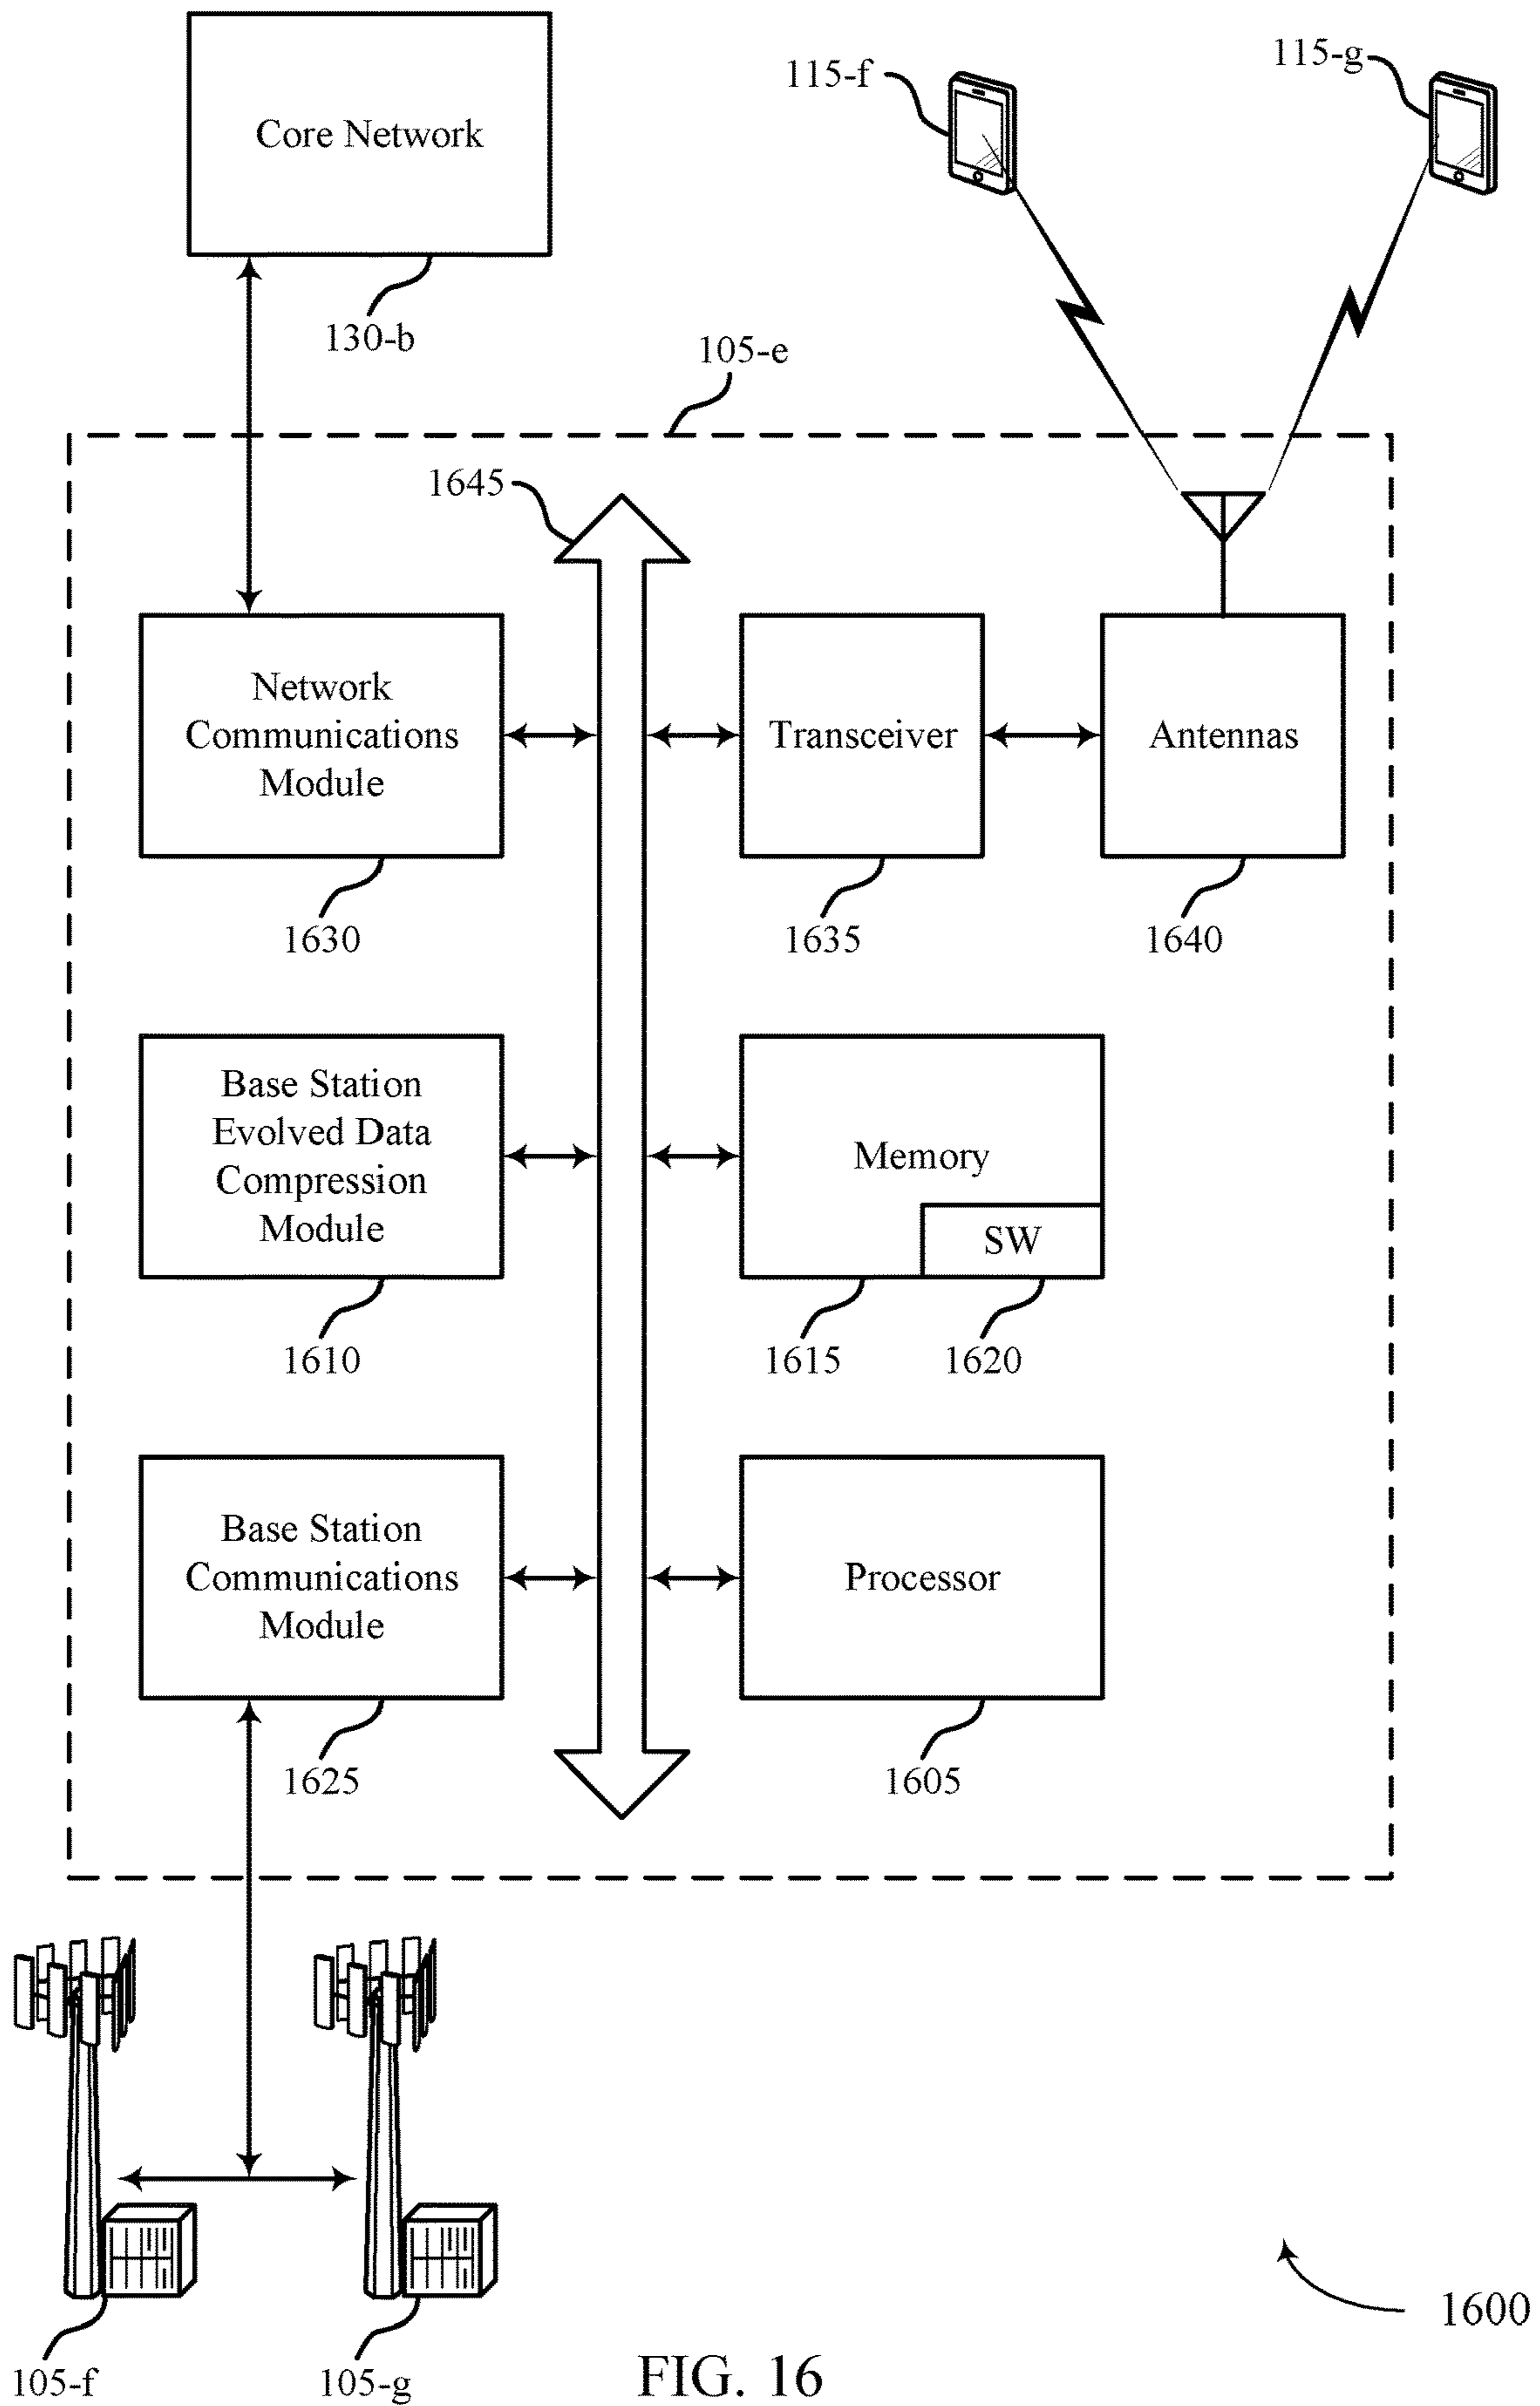 Core Network
130-b
115-f
115-g
105-e
1645
Network
Communications
Module
1630
Transceiver
1635
Antennas
1640
Base Station
Evolved Data
Compression
Module
1610
Memory
SW
1615
1620
Base Station
Communications
Module
1625
Processor
1605
105-f
105-g
1600
FIG. 16